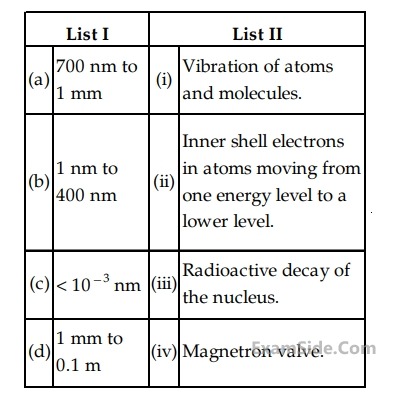 List I List II
(a) 700 nm to 1 mm (i) Vibration of atoms and molecules.
(b) 1 nm to 400 nm (ii) Inner shell electrons in atoms moving from one energy level to a lower level.
(c) < 10⁻³ nm (iii) Radioactive decay of the nucleus.
(d) 1 mm to 0.1 m (iv) Magnetron valve.
ExamSide.Com